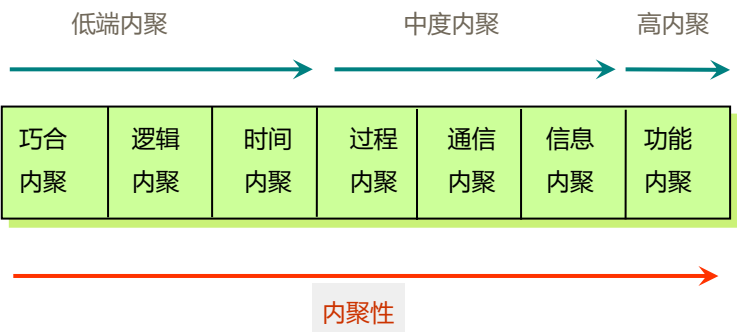 低端内聚 中度内聚 高内聚
巧合 逻辑 时间 过程 通信 信息 功能
内聚 内聚 内聚 内聚 内聚 内聚 内聚
内聚性